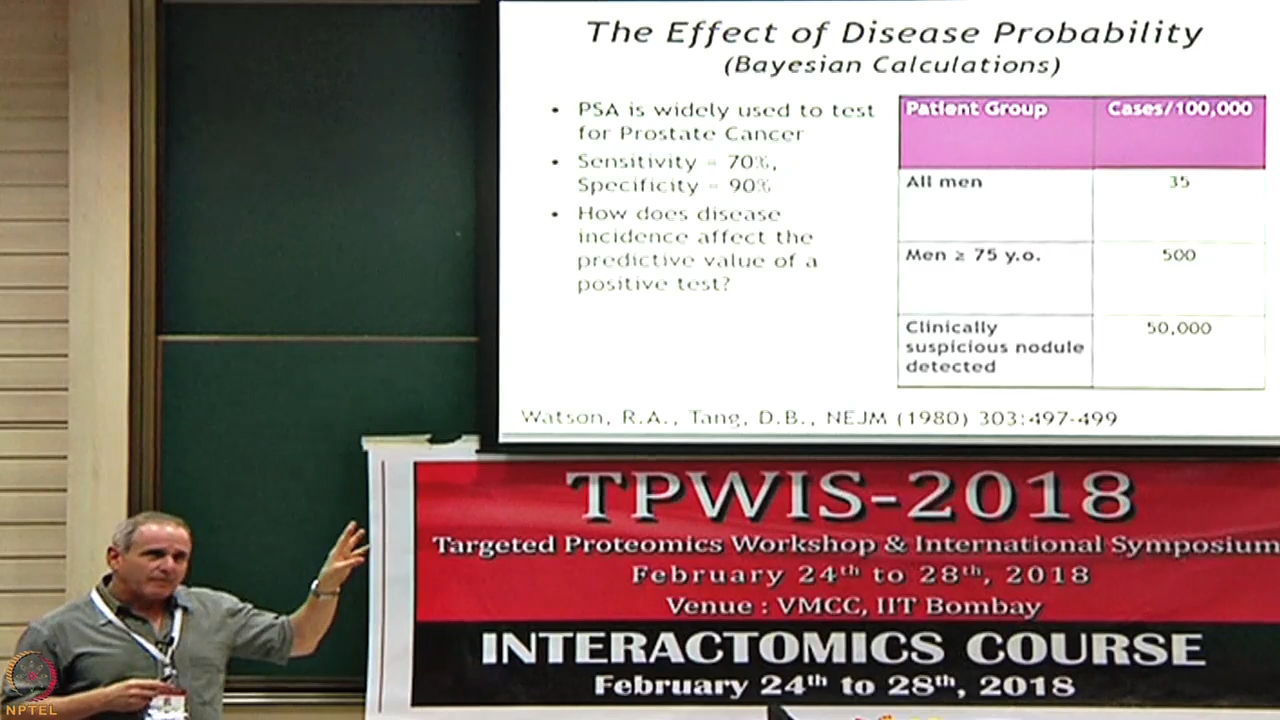 The Effect of Disease Probability
(Bayesian Calculations)
• PSA is widely used to test
for Prostate Cancer
• Sensitivity = 70%,
Specificity = 90%
• How does disease
incidence affect the
predictive value of a
positive test?
Patient Group Cases/100,000
All men 35
Men ≥ 75 y.o. 500
Clinically 50,000
suspicious nodule
detected
Watson, R.A., Tang, D.B., NEJM (1980) 303:497-499
TPWIS-2018
Targeted Proteomics Workshop & International Symposium
February 24th to 28th, 2018
Venue : VMCC, IIT Bombay
INTERACTOMICS COURSE
February 24th to 28th, 2018
NPTEL